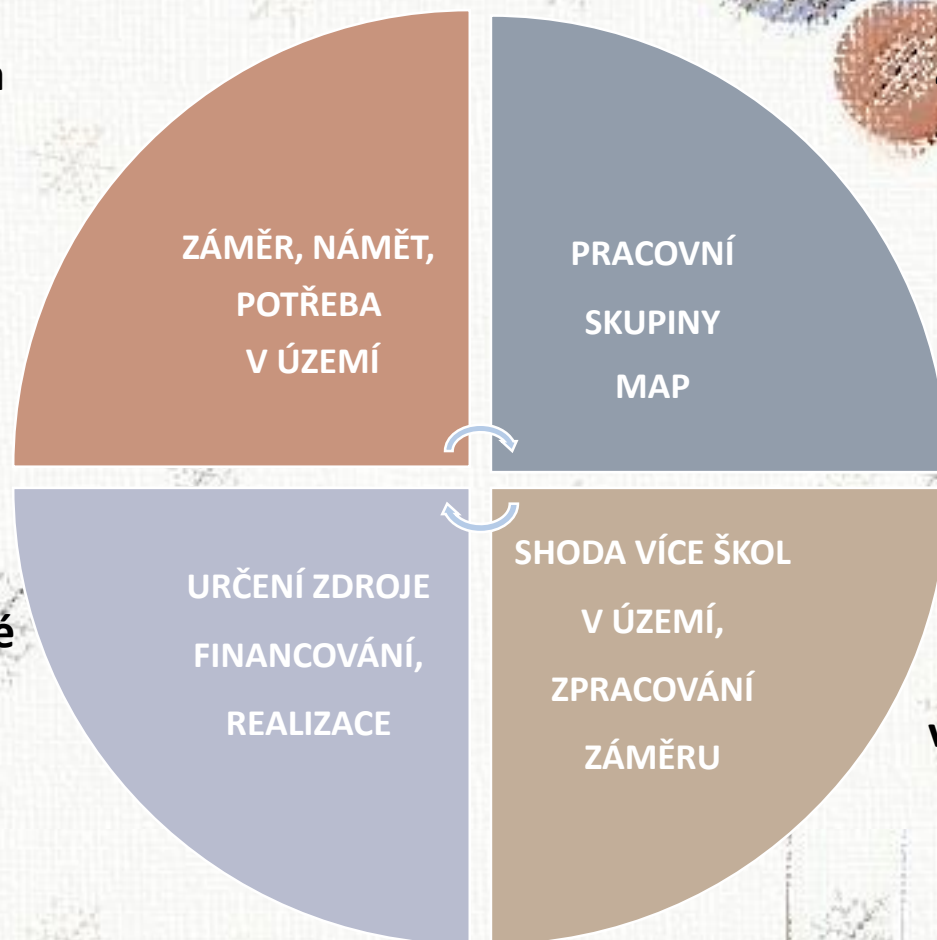 ZÁMĚR, NÁMĚT,
POTŘEBA
V ÚZEMÍ
PRACOVNÍ
SKUPINY
MAP
SHODA VÍCE ŠKOL
V ÚZEMÍ,
ZPRACOVÁNÍ
ZÁMĚRU
URČENÍ ZDROJE
FINANCOVÁNÍ,
REALIZACE